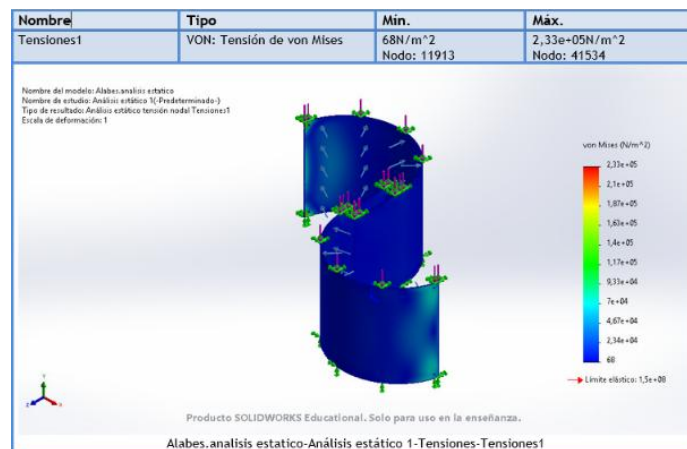 Nombre Tipo Mín. Máx.
Tensiones1 VON: Tensión de von Mises 68N/m^2 2,33e+05N/m^2
Nodo: 11913 Nodo: 41534
Nombre del modelo: Alabes.analisis estatico
Nombre de estudio: Análisis estático 1(-Predeterminado-)
Tipo de resultado: Análisis estático tensión nodal Tensiones1
Escala de deformación: 1
von Mises (N/m^2)
2,33e+05
2,1e+05
1,87e+05
1,63e+05
1,4e+05
1,17e+05
9,33e+04
7e+04
4,67e+04
2,34e+04
68
Límite elástico: 1,5e+08
Y
Z
X
Producto SOLIDWORKS Educational. Solo para uso en la enseñanza.
Alabes.analisis estatico-Análisis estático 1-Tensiones-Tensiones1